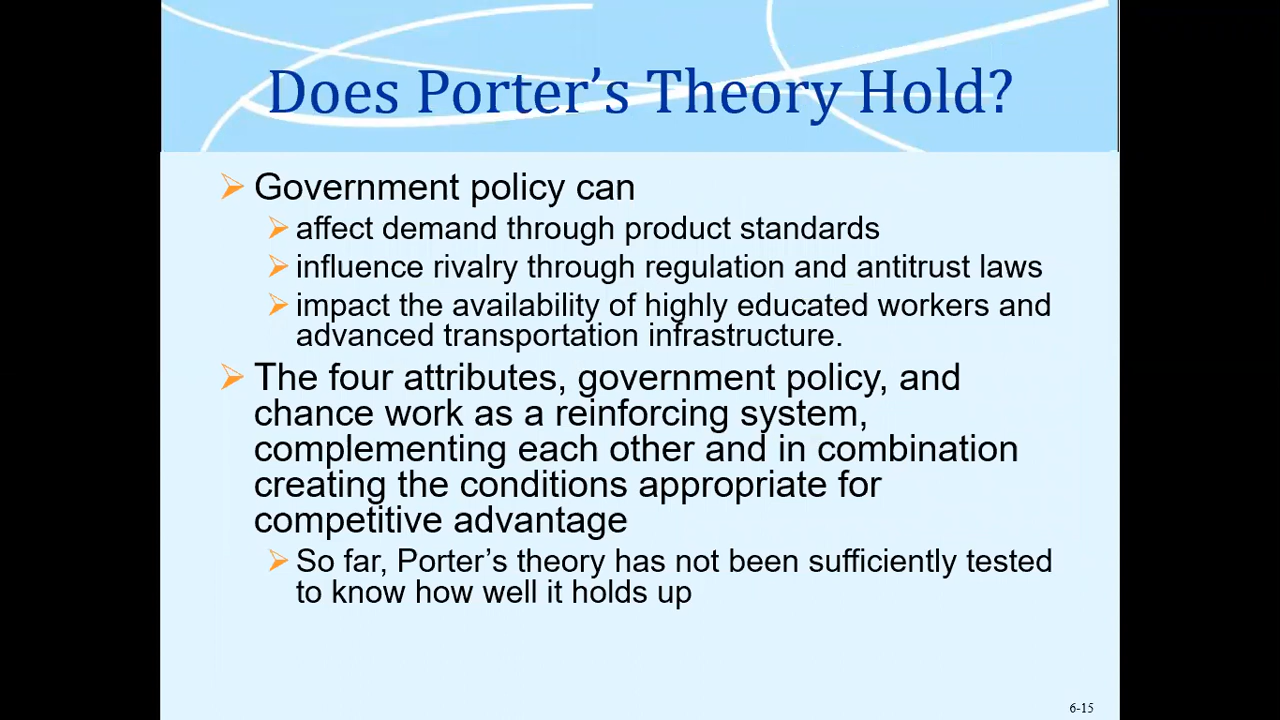 Does Porter's Theory Hold?
Government policy can
affect demand through product standards
influence rivalry through regulation and antitrust laws
impact the availability of highly educated workers and
advanced transportation infrastructure.
The four attributes, government policy, and
chance work as a reinforcing system,
complementing each other and in combination
creating the conditions appropriate for
competitive advantage
So far, Porter's theory has not been sufficiently tested
to know how well it holds up
6-15